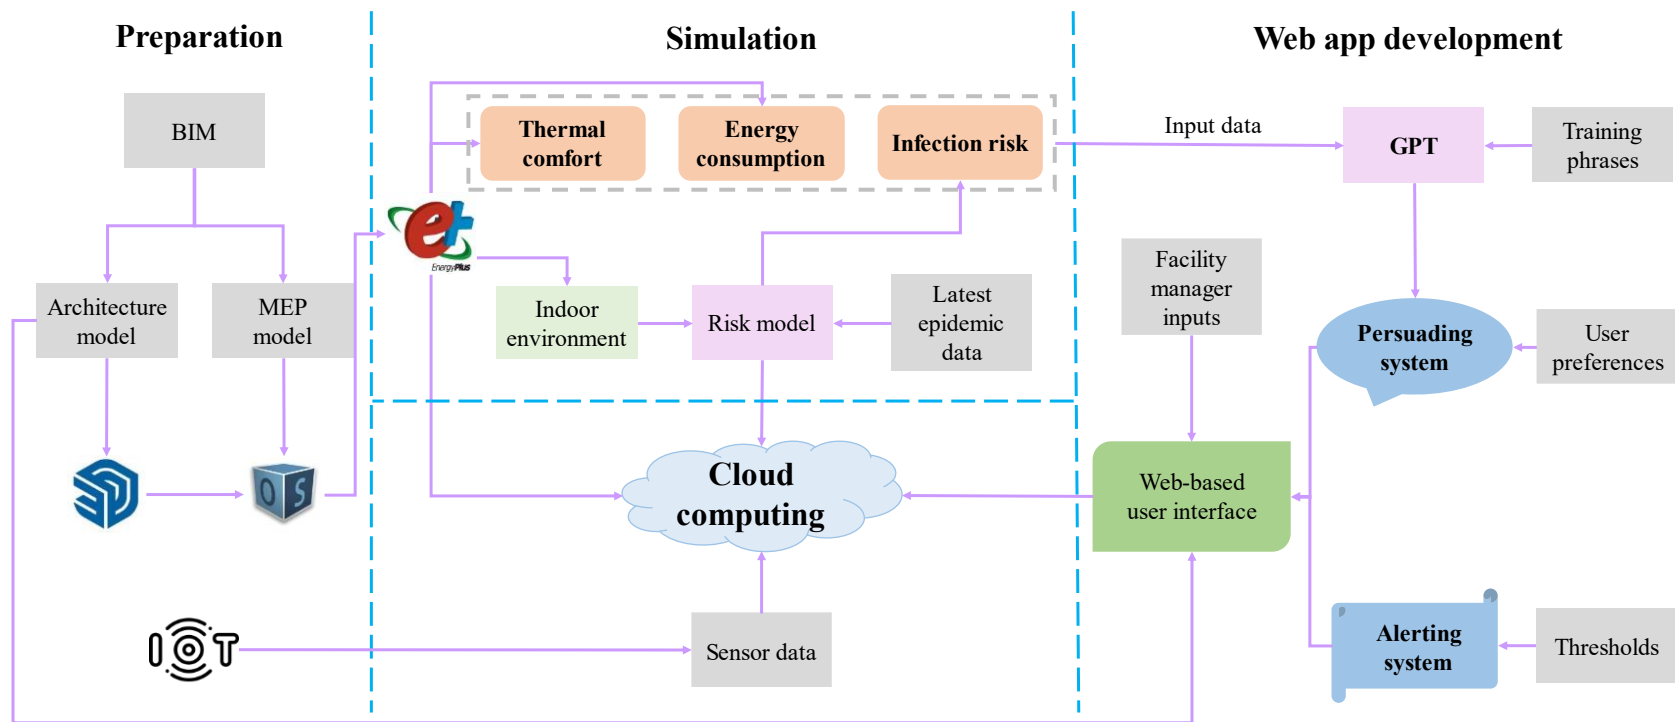 Preparation
Simulation
Web app development
BIM
Architecture
model
MEP
model
O S
IOT
Thermal
comfort
Energy
consumption
Infection risk
e+
EnergyPlus
Indoor
environment
Risk model
Latest
epidemic
data
Cloud
computing
Sensor data
Input data
GPT
Training
phrases
Facility
manager
inputs
Persuading
system
User
preferences
Web-based
user interface
Alerting
system
Thresholds